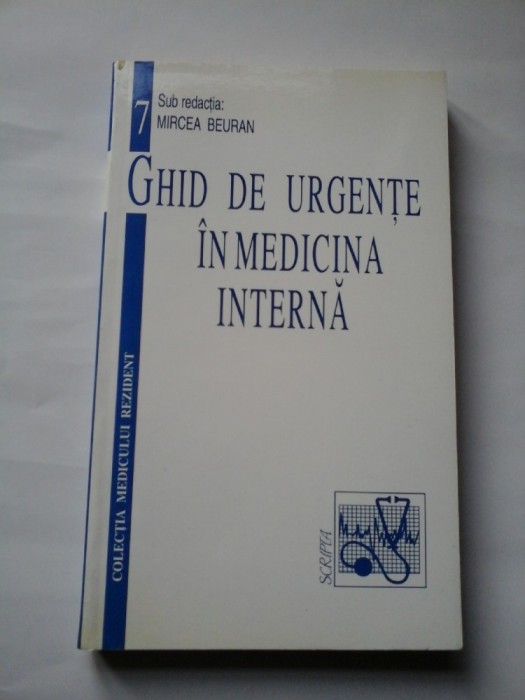 7
Sub redacția:
MIRCEA BEURAN
GHID DE URGENȚE
ÎN MEDICINA
INTERNĂ
COLECȚIA MEDICULUI REZIDENT
SCRIPTA